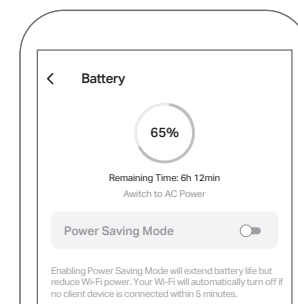 Battery
65%
Remaining Time: 6h 12min
Awitch to AC Power
Power Saving Mode
Enabling Power Saving Mode will extend battery life but
reduce Wi-Fi power. Your Wi-Fi will automatically turn off if
no client device is connected within 5 minutes.